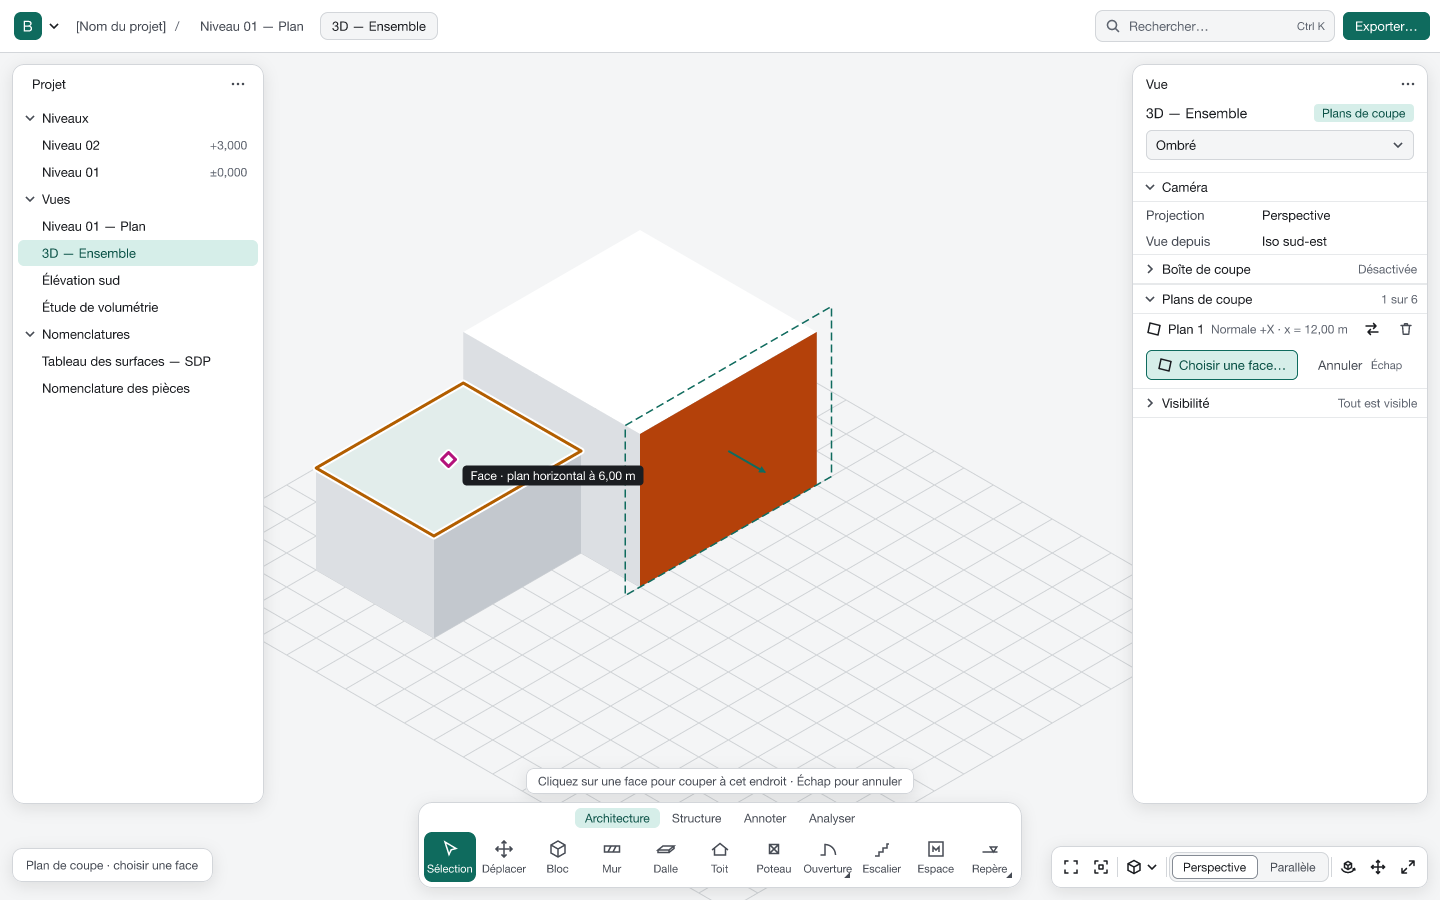 B [Nom du projet] / Niveau 01 — Plan 3D — Ensemble Rechercher… Ctrl K Exporter…
Projet
Niveaux
Niveau 02 +3,000
Niveau 01 ±0,000
Vues
Niveau 01 — Plan
3D — Ensemble
Élévation sud
Étude de volumétrie
Nomenclatures
Tableau des surfaces — SDP
Nomenclature des pièces
Face · plan horizontal à 6,00 m
Vue
3D — Ensemble Plans de coupe
Ombré
Caméra
Projection Perspective
Vue depuis Iso sud-est
Boîte de coupe Désactivée
Plans de coupe 1 sur 6
Plan 1 Normale +X · x = 12,00 m
Choisir une face… Annuler Échap
Visibilité Tout est visible
Cliquez sur une face pour couper à cet endroit · Échap pour annuler
Architecture Structure Annoter Analyser
Sélection Déplacer Bloc Mur Dalle Toit Poteau Ouverture Escalier Espace Repère
Plan de coupe · choisir une face
Perspective Parallèle